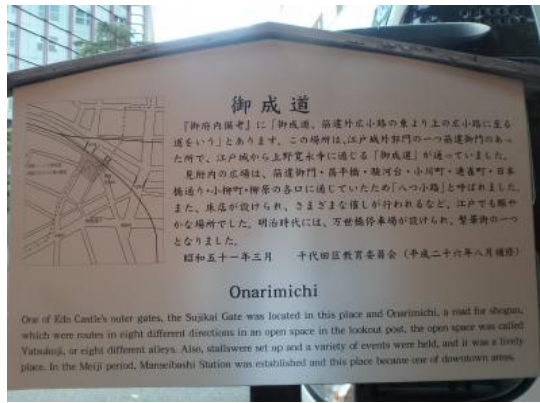 御成道
『御府内備考』に「御成道、筋違外広小路の東より上の広小路に至る
道をいう」とあります。この場所は、江戸城外郭門の一つ筋違御門のあっ
た所で、江戸城から上野寛永寺に通じる「御成道」が通っていました。
見附内の広場は、筋違御門・昌平橋・駿河台・小川町・連雀町・日本
橋通り・小柳町・柳原の各口に通じていたため「八つ小路」と呼ばれました。
また、床店が設けられ、さまざまな催しが行われるなど、江戸でも賑や
かな場所でした。明治時代には、万世橋停車場が設けられ、繁華街の一つ
となりました。
昭和五十一年三月 千代田区教育委員会(平成二十六年八月補修)
Onarimichi
One of Edo Castle's outer gates, the Sujikai Gate was located in this place and Onarimichi, a road for shogun,
which were routes in eight different directions in an open space in the lookout post, the open space was called
Yatsukoji, or eight different alleys. Also, stallswere set up and a variety of events were held, and it was a lively
place. In the Meiji period, Manseibashi Station was established and this place became one of downtown areas.